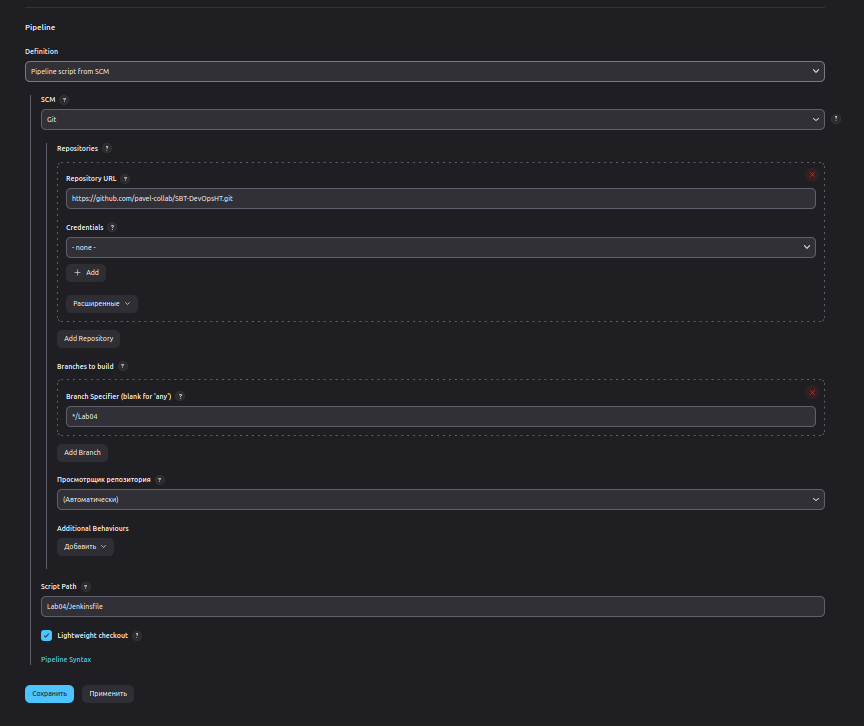 Pipeline
Definition
Pipeline script from SCM
SCM ?
Git
?
Repositories ?
Repository URL ?
https://github.com/pavel-collab/SBT-DevOpsHT.git
Credentials ?
- none -
+ Add
Расширенные
Add Repository
Branches to build ?
Branch Specifier (blank for 'any') ?
*/Lab04
Add Branch
Просмотрщик репозитория ?
(Автоматически)
Additional Behaviours
Добавить
Script Path ?
Lab04/Jenkinsfile
Lightweight checkout ?
Pipeline Syntax
Сохранить Применить